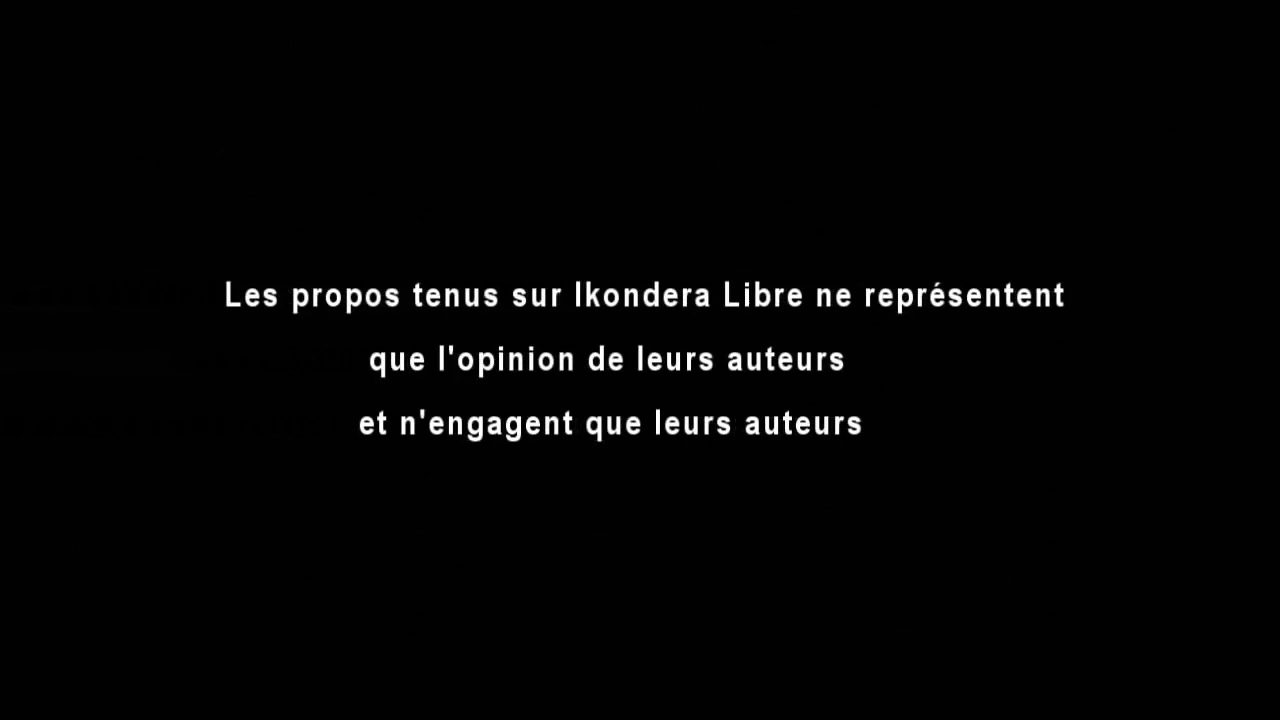 Les propos tenus sur Ikondera Libre ne représentent
que l'opinion de leurs auteurs
et n'engagent que leurs auteurs